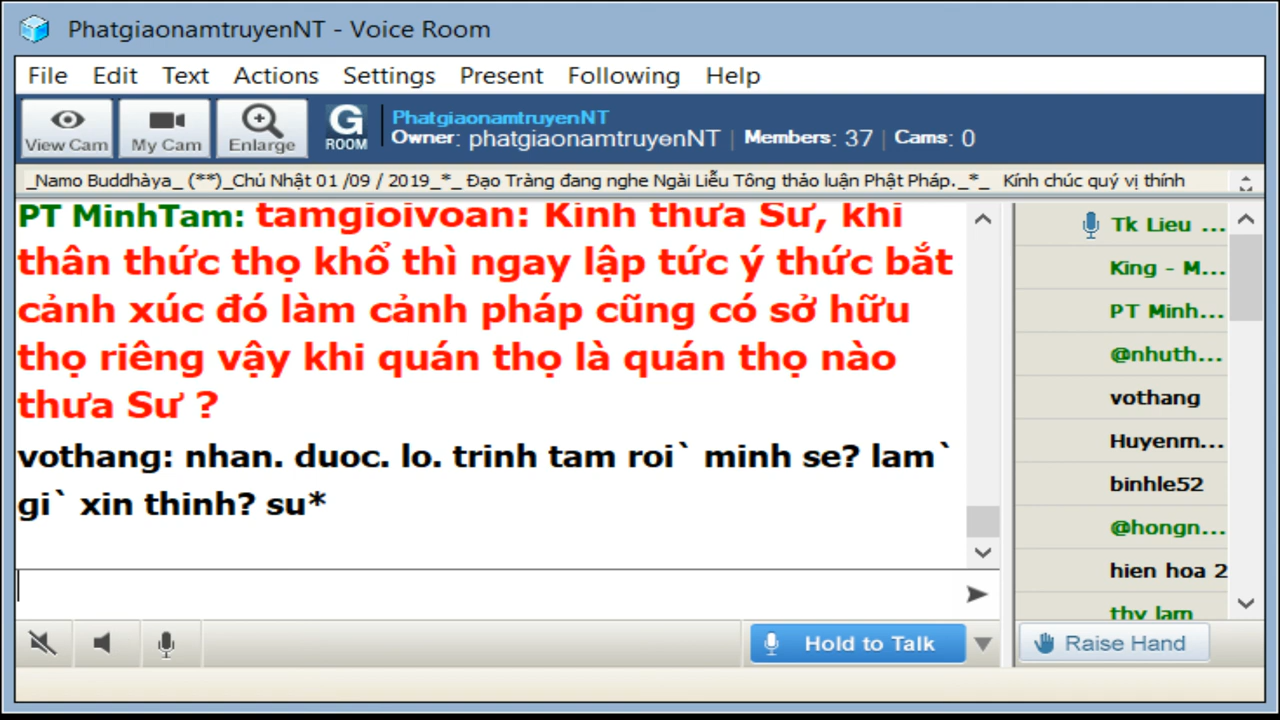 PhatgiaonamtruyenNT - Voice Room
File Edit Text Actions Settings Present Following Help
View Cam My Cam Enlarge G ROOM PhatgiaonamtruyenNT
Owner: phatgiaonamtruyenNT | Members: 37 | Cams: 0
_Namo Buddhàya_ (**)_Chủ Nhật 01 /09 / 2019_*_ Đạo Tràng đang nghe Ngài Liễu Tông thảo luận Phật Pháp._*_ Kính chúc quý vị thính
PT MinhTam: tamgioivoan: Kính thưa Sư, khi
thân thức thọ khổ thì ngay lập tức ý thức bắt
cảnh xúc đó làm cảnh pháp cũng có sở hữu
thọ riêng vậy khi quán thọ là quán thọ nào
thưa Sư ?
vothang: nhan. duoc. lo. trinh tam roi` minh se? lam`
gi` xin thinh? su*
Tk Lieu ...
King - M...
PT Minh...
@nhuth...
vothang
Huyenm...
binhle52
@hongn...
hien hoa 2
thy lam
Hold to Talk
Raise Hand